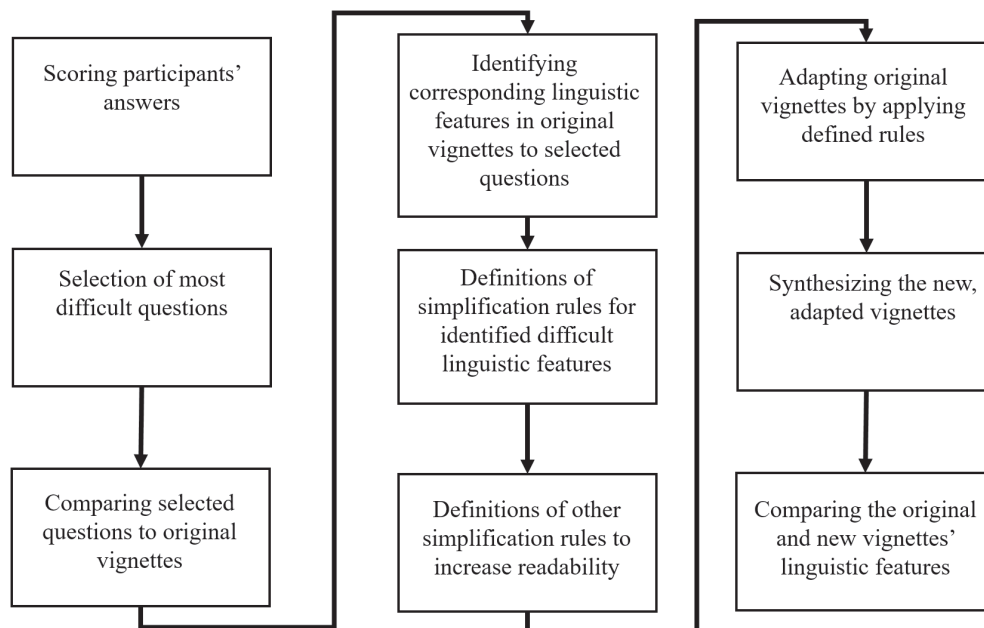 Scoring participants’
answers
Selection of most
difficult questions
Comparing selected
questions to original
vignettes
Identifying
corresponding linguistic
features in original
vignettes to selected
questions
Definitions of
simplification rules for
identified difficult
linguistic features
Definitions of other
simplification rules to
increase readability
Adapting original
vignettes by applying
defined rules
Synthesizing the new,
adapted vignettes
Comparing the original
and new vignettes’
linguistic features